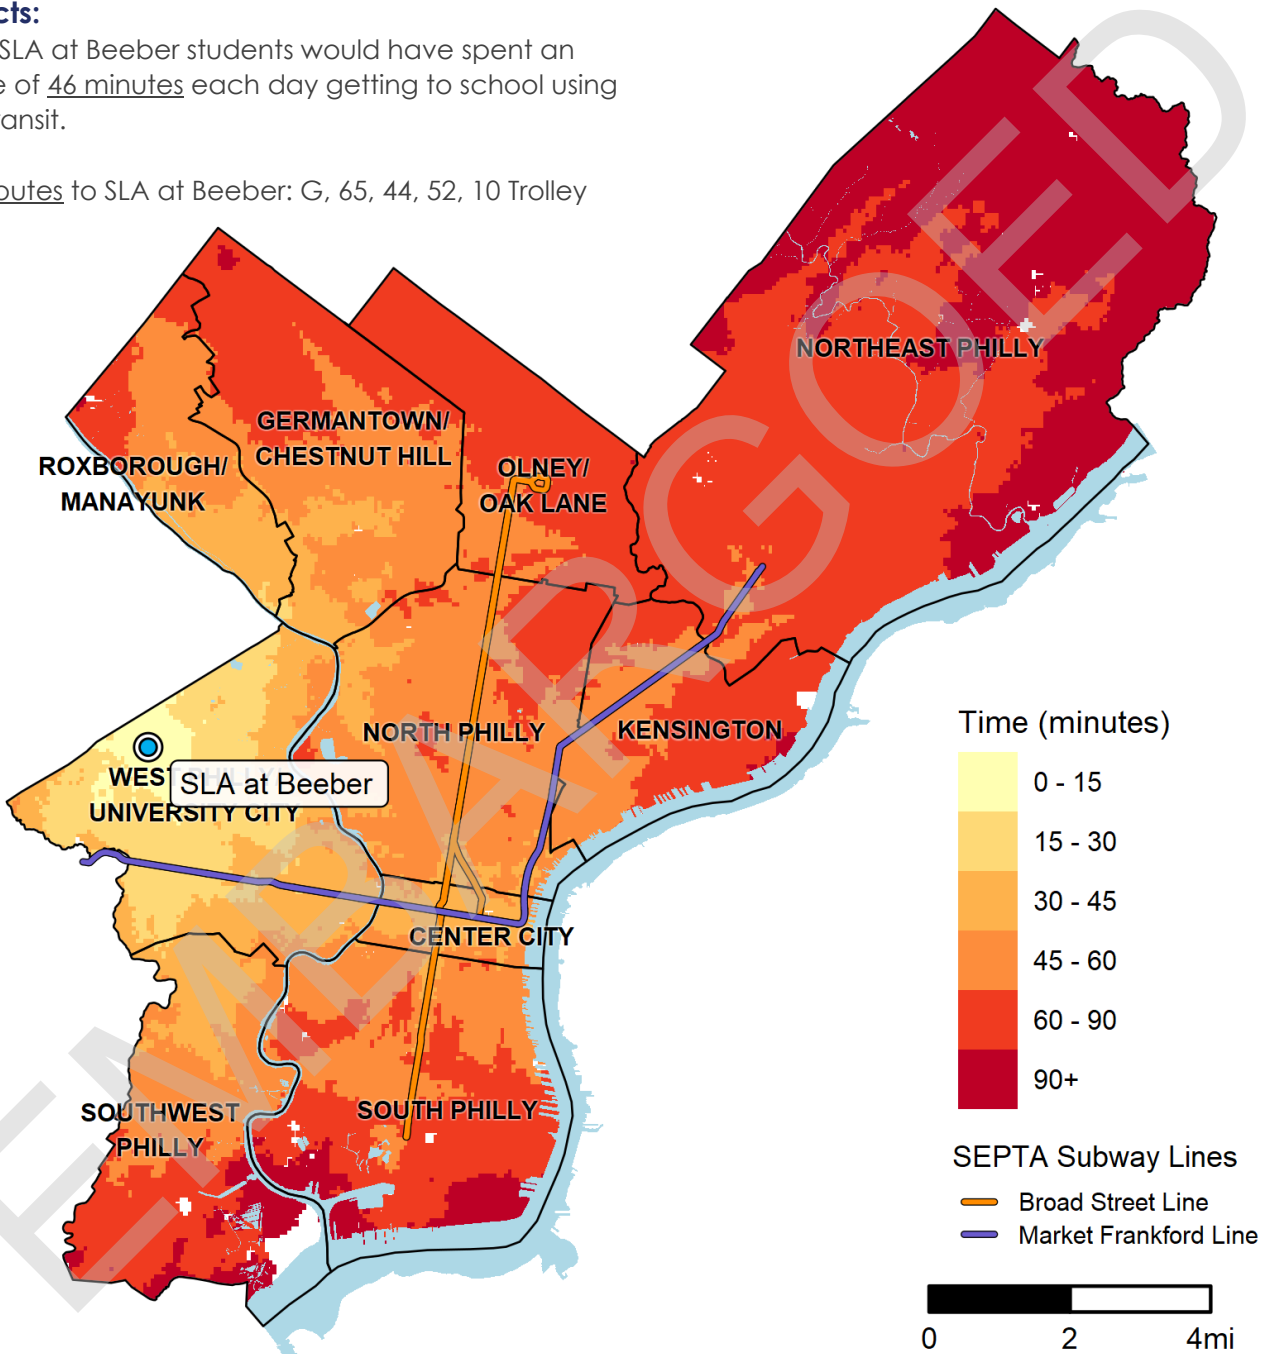 cts:
SLA at Beeber students would have spent an
e of 46 minutes each day getting to school using
ansit.
outes to SLA at Beeber: G, 65, 44, 52, 10 Trolley
NORTHEAST PHILLY
GERMANTOWN/
CHESTNUT HILL
ROXBOROUGH/
MANAYUNK
OLNEY/
OAK LANE
NORTH PHILLY
KENSINGTON
WEST PHILLY/
SLA at Beeber
UNIVERSITY CITY
CENTER CITY
SOUTHWEST
PHILLY
SOUTH PHILLY
EMBARGOED
Time (minutes)
0 - 15
15 - 30
30 - 45
45 - 60
60 - 90
90+
SEPTA Subway Lines
Broad Street Line
Market Frankford Line
0 2 4mi